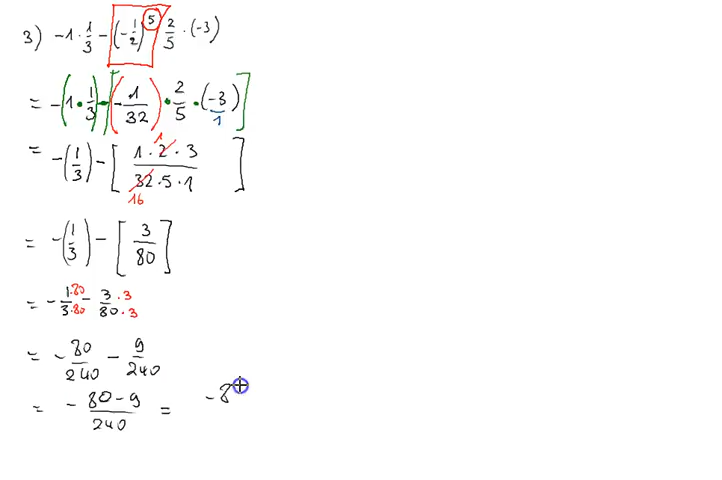 3) -1 · 1/3 - (-1/2)^5 · 2/5 · (-3)
= -(1 · 1/3) - [(-1/32) · 2/5 · (-3/1)]
= -(1/3) - [1 · 2 · 3 / 32 · 5 · 1] 1 16
= -(1/3) - [3/80]
= - 1·80/3·80 - 3·3/80·3
= - 80/240 - 9/240
= - 80 - 9/240 = -8